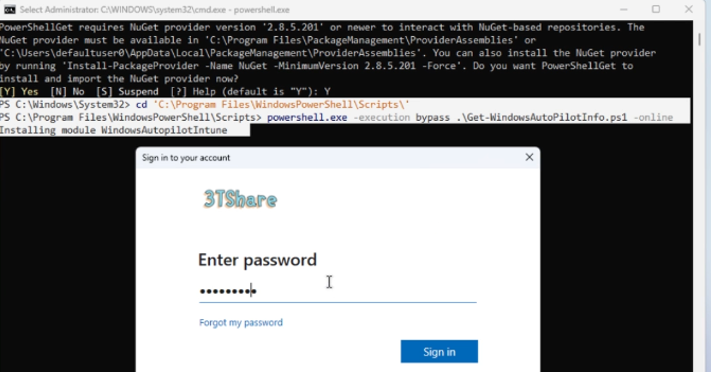 Select Administrator: C:\WINDOWS\system32\cmd.exe - powershell.exe
PowerShellGet requires NuGet provider version '2.8.5.201' or newer to interact with NuGet-based repositories. The
NuGet provider must be available in 'C:\Program Files\PackageManagement\ProviderAssemblies' or
'C:\Users\defaultuser0\AppData\Local\PackageManagement\ProviderAssemblies'. You can also install the NuGet provider
by running 'Install-PackageProvider -Name NuGet -MinimumVersion 2.8.5.201 -Force'. Do you want PowerShellGet to
install and import the NuGet provider now?
[Y] Yes  [N] No  [S] Suspend  [?] Help (default is "Y"): Y
PS C:\Windows\System32> cd 'C:\Program Files\WindowsPowerShell\Scripts\'
PS C:\Program Files\WindowsPowerShell\Scripts> powershell.exe -execution bypass .\Get-WindowsAutoPilotInfo.ps1 -online
Installing module WindowsAutopilotIntune
Sign in to your account
3TShare
Enter password
Forgot my password
Sign in